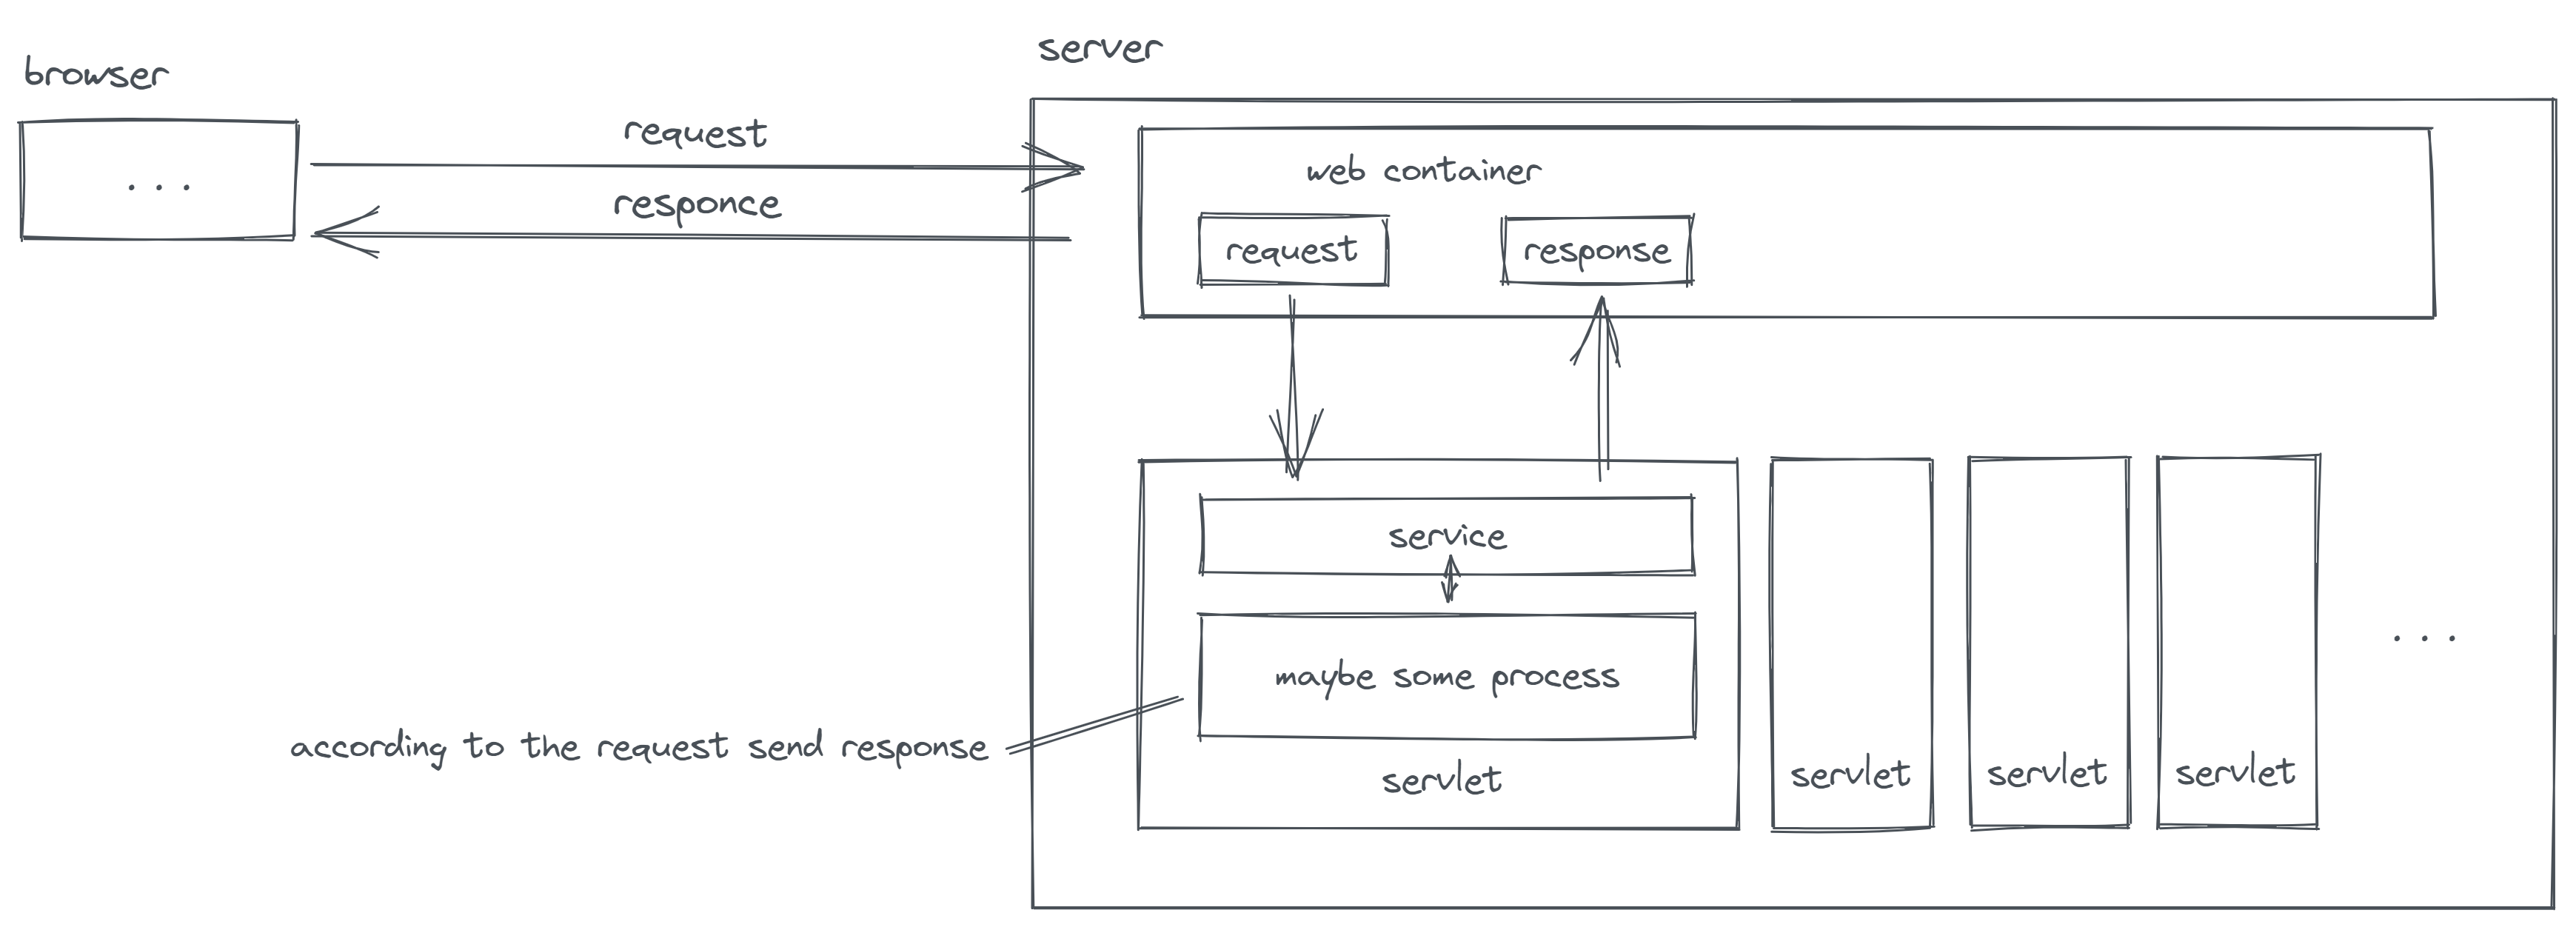 browser
server
. . .
request
responce
web container
request
response
service
maybe some process
according to the request send response
servlet
servlet
servlet
servlet
. . .